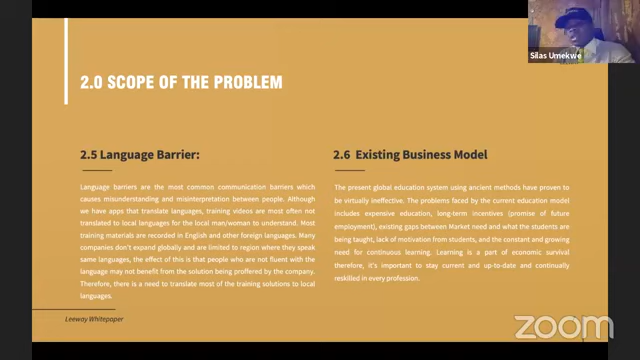 Silas Umekwe
2.0 SCOPE OF THE PROBLEM
2.5 Language Barrier:
Language barriers are the most common communication barriers which
causes misunderstanding and misinterpretation between people. Although
we have apps that translate languages, training videos are most often not
translated to local languages for the local man/woman to understand. Most
training materials are recorded in English and other foreign languages. Many
companies don't expand globally and are limited to region where they speak
same languages, the effect of this is that people who are not fluent with the
language may not benefit from the solution being proffered by the company.
Therefore, there is a need to translate most of the training solutions to local
languages.
2.6 Existing Business Model
The present global education system using ancient methods have proven to
be virtually ineffective. The problems faced by the current education model
includes expensive education, long-term incentives (promise of future
employment), existing gaps between Market need and what the students are
being taught, lack of motivation from students, and the constant and growing
need for continuous learning. Learning is a part of economic survival
therefore, it's important to stay current and up-to-date and continually
reskilled in every profession.
Leeway Whitepaper
zoom